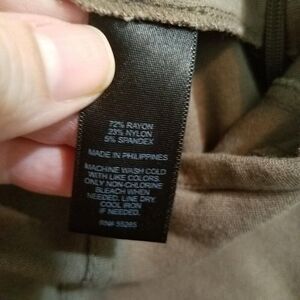 72% RAYON
23% NYLON
5% SPANDEX
MADE IN PHILIPPINES
MACHINE WASH COLD
WITH LIKE COLORS.
ONLY NON-CHLORINE
BLEACH WHEN
NEEDED. LINE DRY.
COOL IRON
IF NEEDED.
RN# 55285